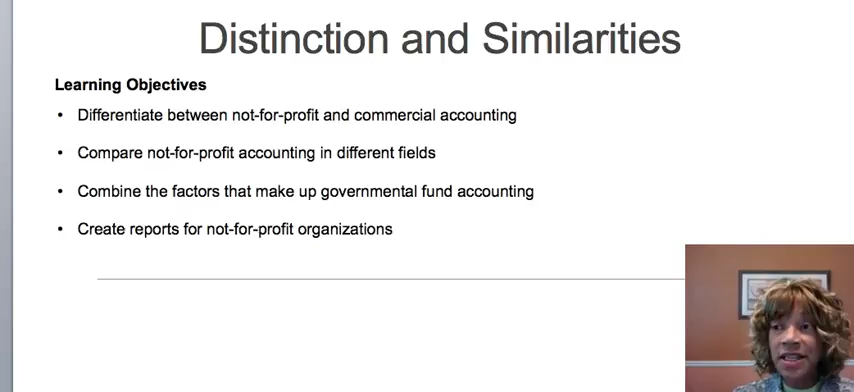 Distinction and Similarities
Learning Objectives
• Differentiate between not-for-profit and commercial accounting
• Compare not-for-profit accounting in different fields
• Combine the factors that make up governmental fund accounting
• Create reports for not-for-profit organizations